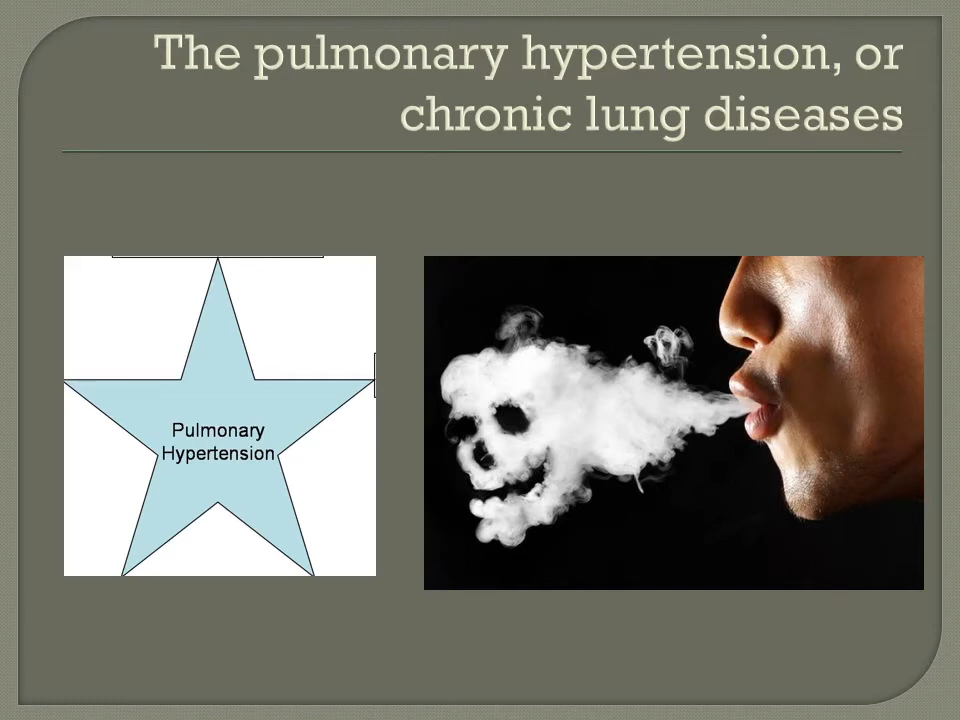 The pulmonary hypertension, or
chronic lung diseases
Pulmonary
Hypertension